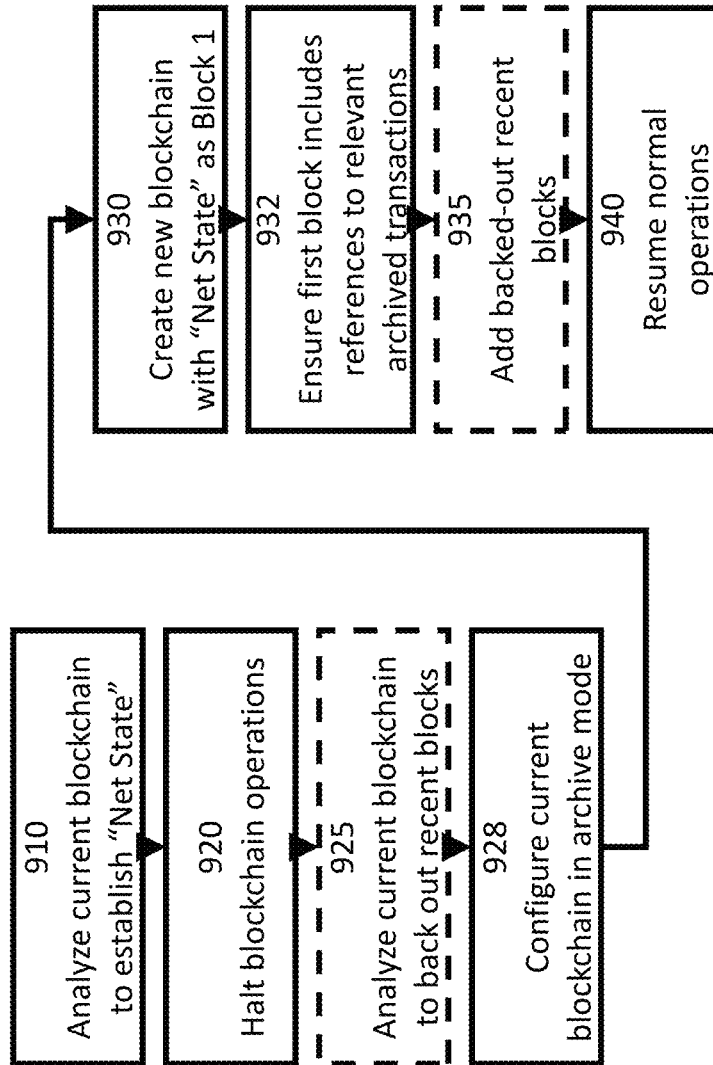 910
Analyze current blockchain
to establish “Net State”
920
Halt blockchain operations
925
Analyze current blockchain
to back out recent blocks
928
Configure current
blockchain in archive mode
930
Create new blockchain
with “Net State” as Block 1
932
Ensure first block includes
references to relevant
archived transactions
935
Add backed-out recent
blocks
940
Resume normal
operations